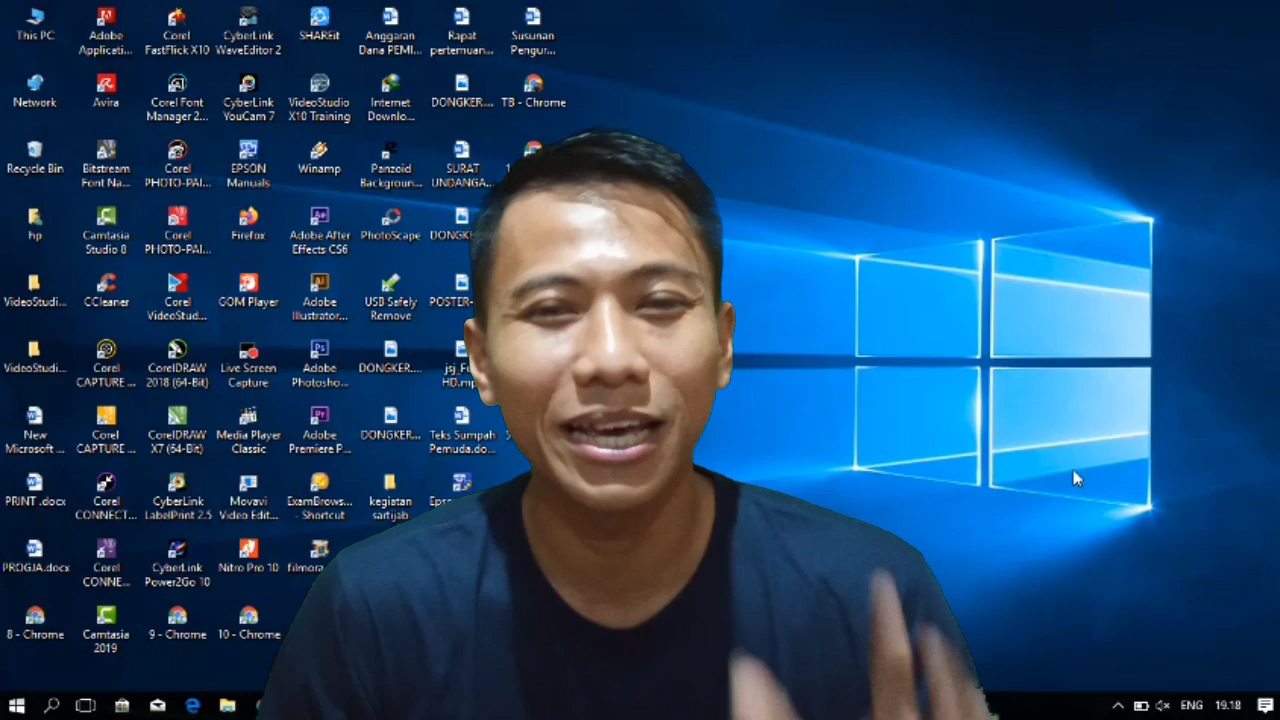 This PC
Adobe
Applicati...
Corel
FastFlick X10
CyberLink
WaveEditor 2
SHAREit
Anggaran
Dana PEMI...
Rapat
pertemuan...
Susunan
Pengur...
Network
Avira
Corel Font
Manager 2...
CyberLink
YouCam 7
VideoStudio
X10 Training
Internet
Downlo...
DONGKER....
TB - Chrome
Recycle Bin
Bitstream
Font Na...
Corel
PHOTO-PAI...
EPSON
Manuals
Winamp
Panzoid
Backgroun...
SURAT
UNDANGA...
hp
Camtasia
Studio 8
Corel
PHOTO-PAI...
Firefox
Adobe After
Effects CS6
PhotoScape
VideoStudi...
CCleaner
Corel
VideoStud...
GOM Player
Adobe
Illustrator...
USB Safely
Remove
VideoStudi...
Corel
CAPTURE ...
CorelDRAW
2018 (64-Bit)
Live Screen
Capture
Adobe
Photosho...
DONGKER....
New
Microsoft ...
Corel
CAPTURE ...
CorelDRAW
X7 (64-Bit)
Media Player
Classic
Adobe
Premiere P...
DONGKER....
Teks Sumpah
Pemuda.do...
PRINT .docx
Corel
CONNECT...
CyberLink
LabelPrint 2.5
Movavi
Video Edit...
ExamBrows...
- Shortcut
kegiatan
sartijab
PROGJA.docx
Corel
CONNE...
CyberLink
Power2Go 10
Nitro Pro 10
8 - Chrome
Camtasia
2019
9 - Chrome
10 - Chrome
ENG
19.18